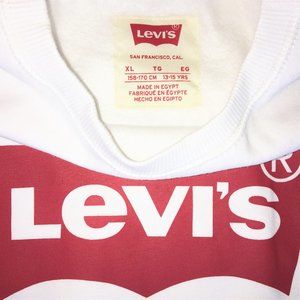 LEVI'S
SAN FRANCISCO, CAL.
XL TG EG
158-170 CM 13-15 YRS
MADE IN EGYPT
FABRIQUÉ EN ÉGYPTE
HECHO EN EGIPTO
LEVI'S®